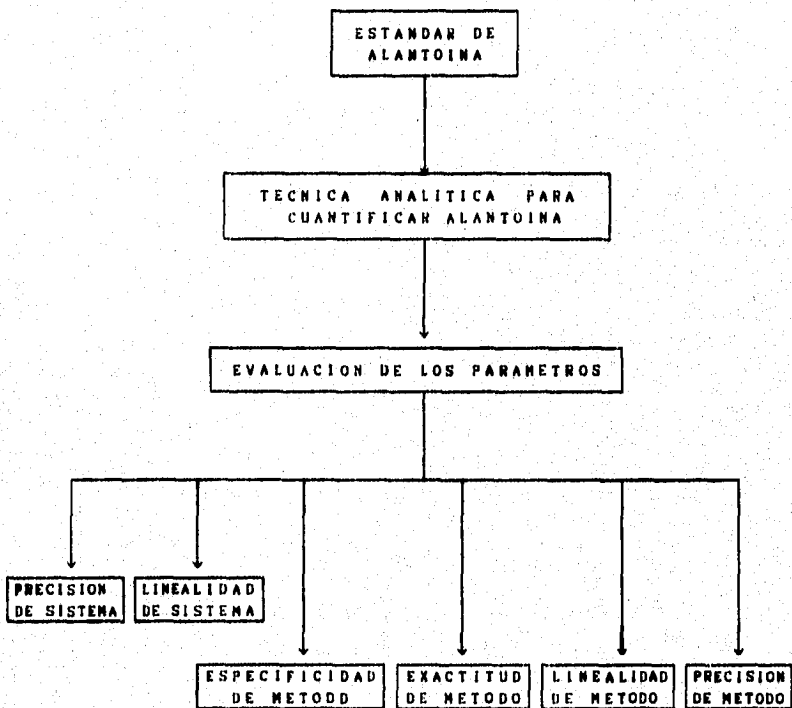 ESTANDAR DE
ALANTOINA
TECNICA ANALITICA PARA
CUANTIFICAR ALANTOINA
EVALUACION DE LOS PARAMETROS
PRECISION
DE SISTEMA
LINEALIDAD
DE SISTEMA
ESPECIFICIDAD
DE METODO
EXACTITUD
DE METODO
LINEALIDAD
DE METODO
PRECISION
DE METODO